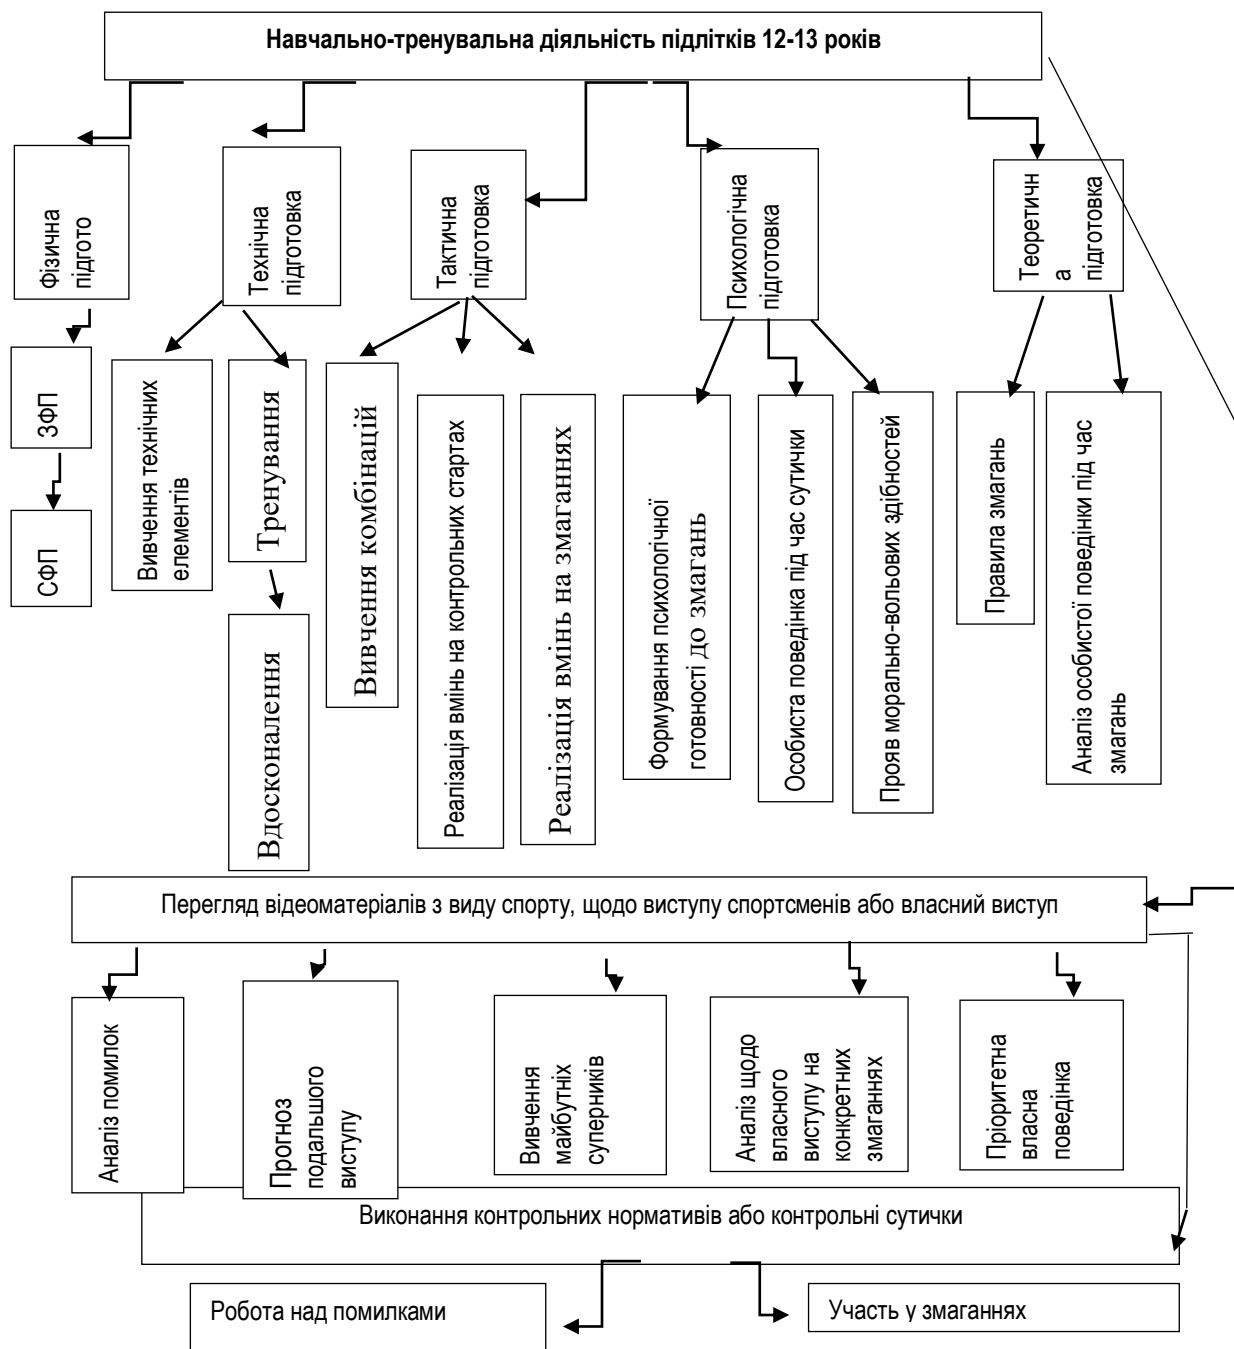 Навчально-тренувальна діяльність підлітків 12-13 років
Фізична
підгото
Технічна
підготовка
Тактична
підготовка
Психологічна
підготовка
Теоретичн
а
підготовка
ЗФП
СФП
Вивчення технічних
елементів
Тренування
Вдосконалення
Вивчення комбінацій
Реалізація вмінь на контрольних стартах
Реалізація вмінь на змаганнях
Формування психологічної
готовності до змагань
Особиста поведінка під час сутички
Прояв морально-вольових здібностей
Правила змагань
Аналіз особистої поведінки під час
змагань
Перегляд відеоматеріалів з виду спорту, щодо виступу спортсменів або власний виступ
Аналіз помилок
Прогноз
подальшого
виступу
Вивчення
майбутніх
суперників
Аналіз щодо
власного
виступу на
конкретних
змаганнях
Пріоритетна
власна
поведінка
Виконання контрольних нормативів або контрольні сутички
Робота над помилками
Участь у змаганнях